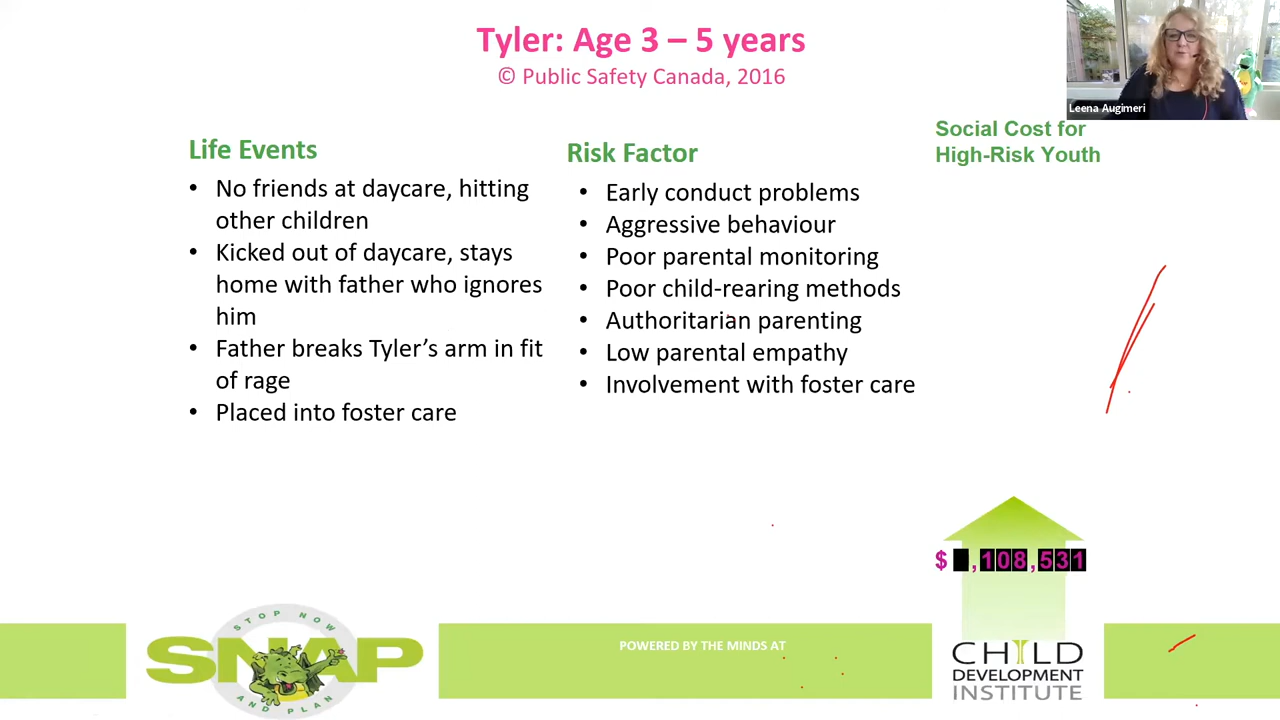 Tyler: Age 3 – 5 years
© Public Safety Canada, 2016
Leena Augimeri
Life Events
• No friends at daycare, hitting
other children
• Kicked out of daycare, stays
home with father who ignores
him
• Father breaks Tyler’s arm in fit
of rage
• Placed into foster care
Risk Factor
• Early conduct problems
• Aggressive behaviour
• Poor parental monitoring
• Poor child-rearing methods
• Authoritarian parenting
• Low parental empathy
• Involvement with foster care
Social Cost for
High-Risk Youth
$ ,108,531
STOP NOW
SNAP
AND PLAN
POWERED BY THE MINDS AT
CHILD
DEVELOPMENT
INSTITUTE